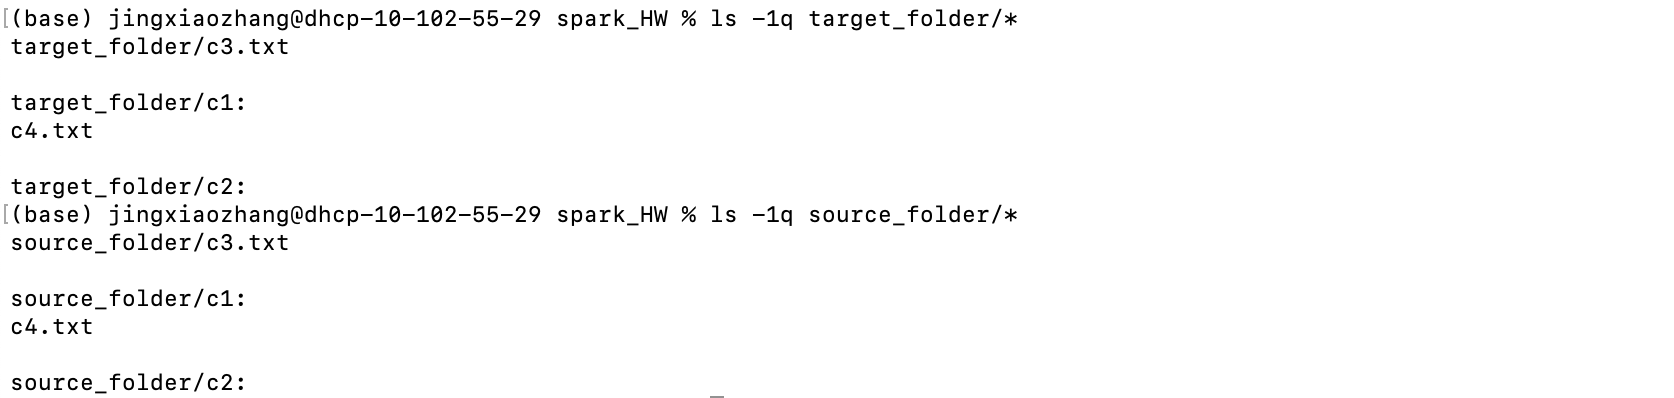 [(base) jingxiaozhang@dhcp-10-102-55-29 spark_HW % ls -1q target_folder/*
target_folder/c3.txt
target_folder/c1:
c4.txt
target_folder/c2:
[(base) jingxiaozhang@dhcp-10-102-55-29 spark_HW % ls -1q source_folder/*
source_folder/c3.txt
source_folder/c1:
c4.txt
source_folder/c2: